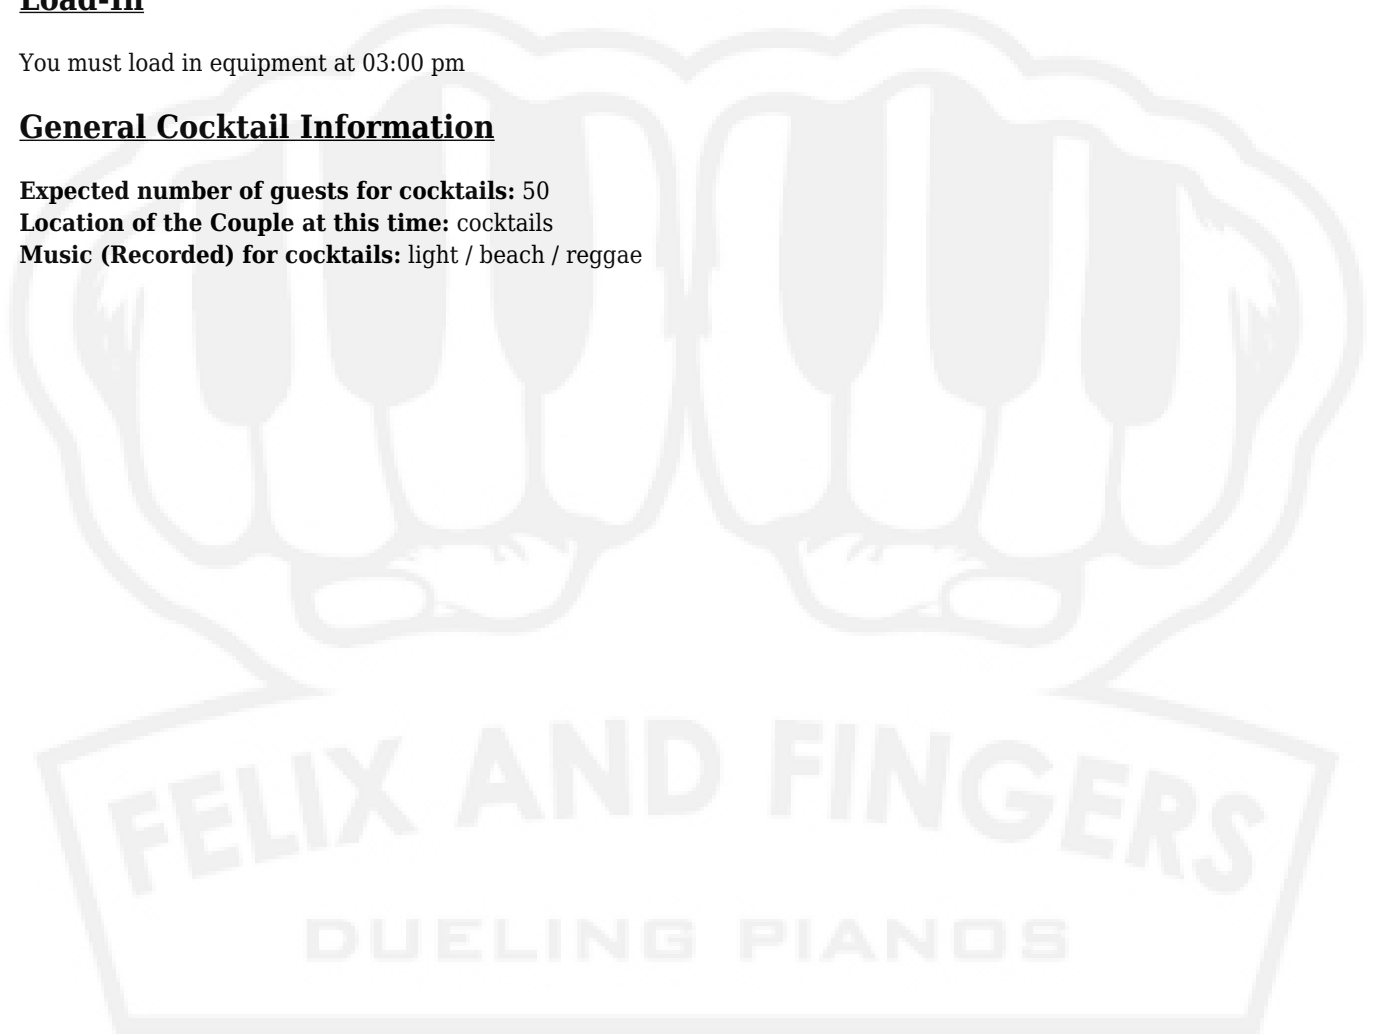 Load-In
You must load in equipment at 03:00 pm
General Cocktail Information
Expected number of guests for cocktails: 50
Location of the Couple at this time: cocktails
Music (Recorded) for cocktails: light / beach / reggae
FELIX AND FINGERS
DUELING PIANOS